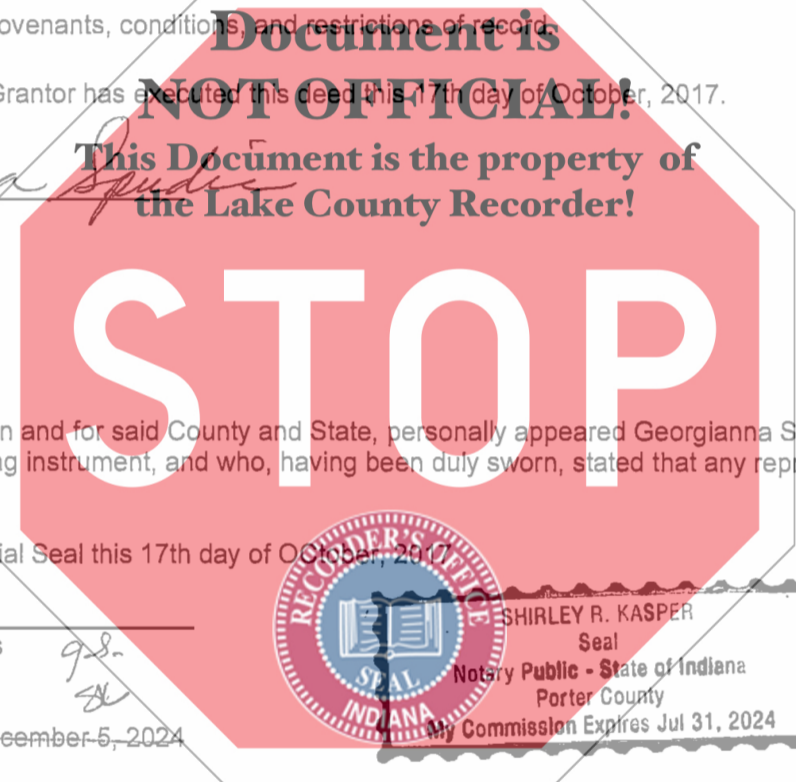 ovenants, conditions, and restrictions of record.
Document is
NOT OFFICIAL!
Grantor has executed this deed this 17th day of October, 2017.
This Document is the property of
the Lake County Recorder!
STOP
n and for said County and State, personally appeared Georgianna S
ng instrument, and who, having been duly sworn, stated that any repr
ial Seal this 17th day of OCtober, 2017
RECORDER'S OFFICE
SEAL
INDIANA
SHIRLEY R. KASPER
Seal
Notary Public - State of Indiana
Porter County
My Commission Expires Jul 31, 2024
s
cember 5, 2024